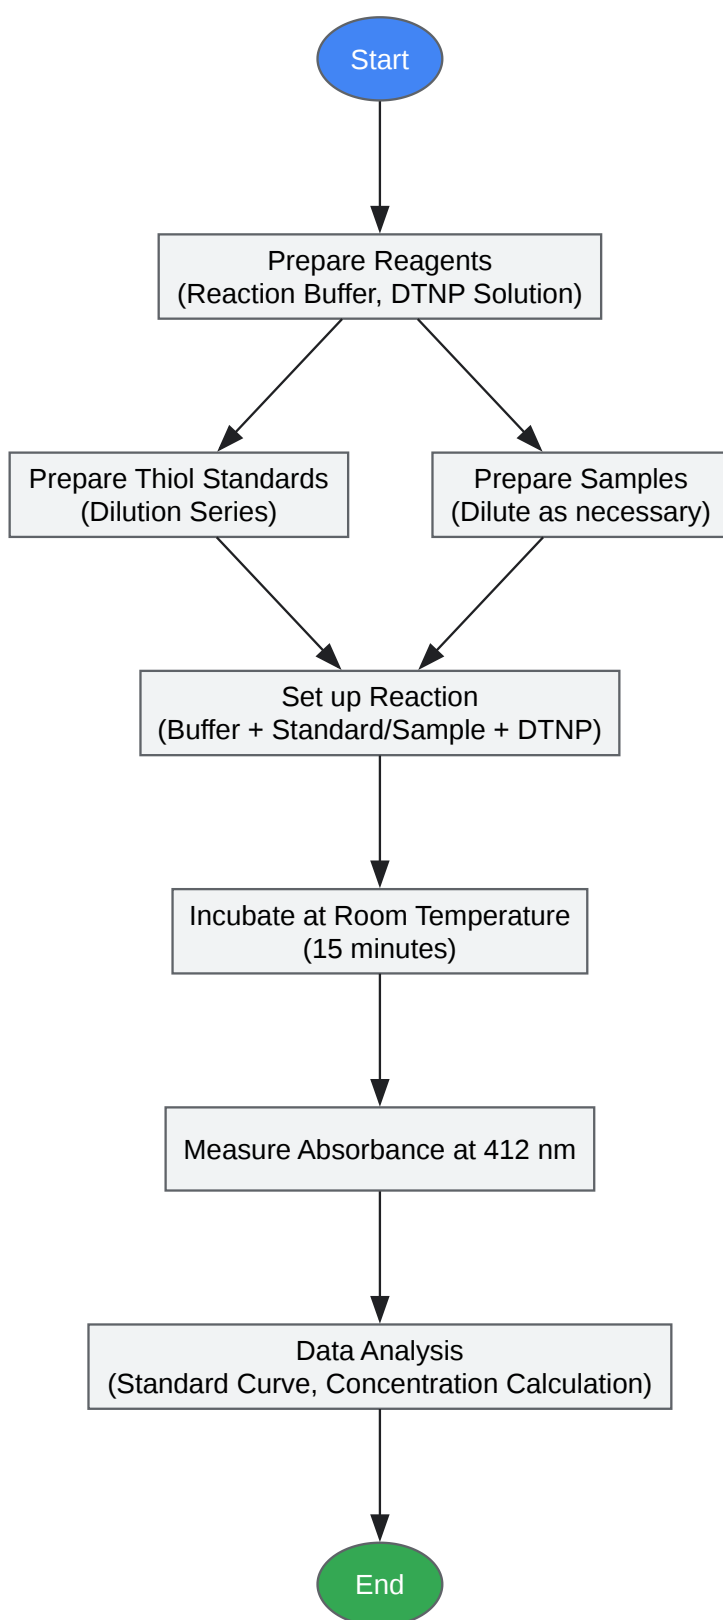 Start
Prepare Reagents
(Reaction Buffer, DTNP Solution)
Prepare Thiol Standards
(Dilution Series)
Prepare Samples
(Dilute as necessary)
Set up Reaction
(Buffer + Standard/Sample + DTNP)
Incubate at Room Temperature
(15 minutes)
Measure Absorbance at 412 nm
Data Analysis
(Standard Curve, Concentration Calculation)
End